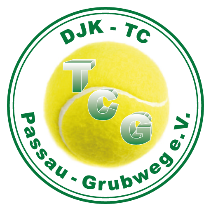 DJK - TC
TCG
Passau - Grubweg e.V.